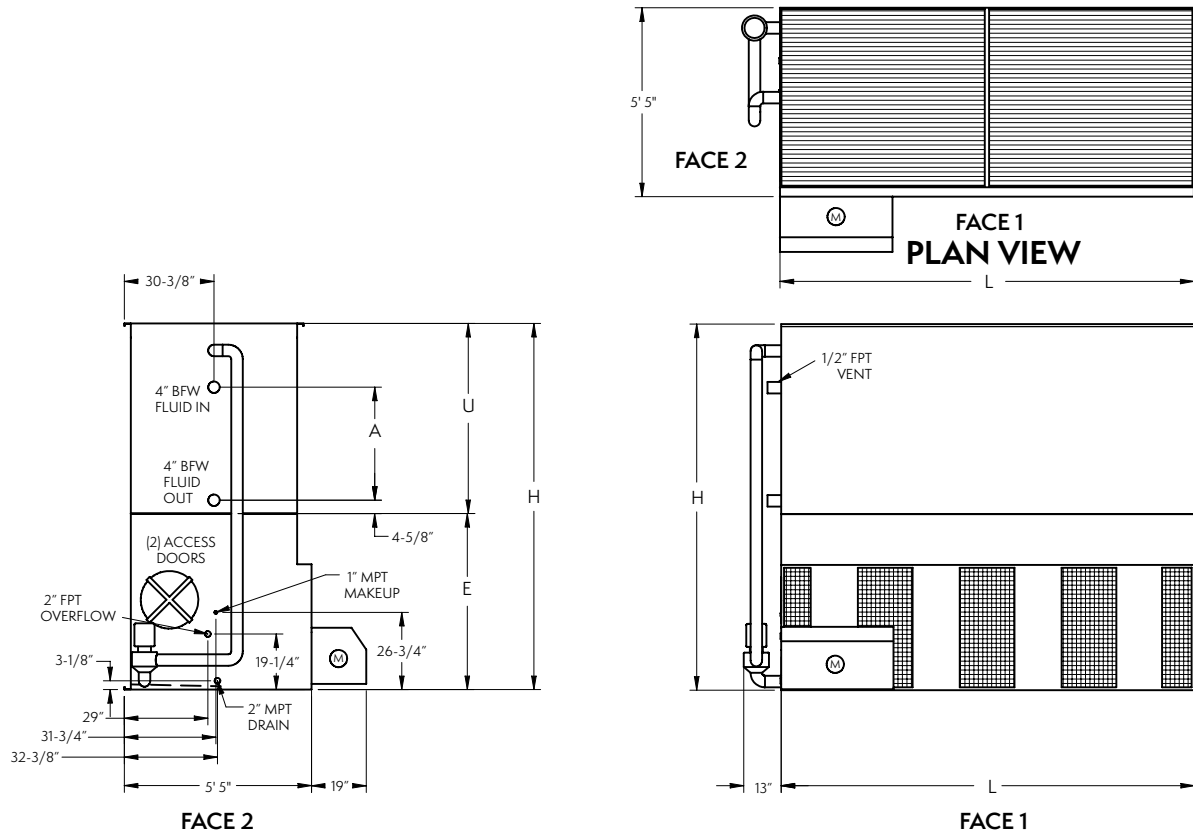 5' 5"
FACE 2
M
FACE 1
PLAN VIEW
L
30-3/8”
4” BFW
FLUID IN
A
U
H
4” BFW
FLUID
OUT
4-5/8”
(2) ACCESS
DOORS
1” MPT
MAKEUP
E
2” FPT
OVERFLOW
3-1/8”
19-1/4”
26-3/4”
M
2” MPT
DRAIN
29”
31-3/4”
32-3/8”
5' 5"
19”
FACE 2
1/2” FPT
VENT
H
M
13”
L
FACE 1